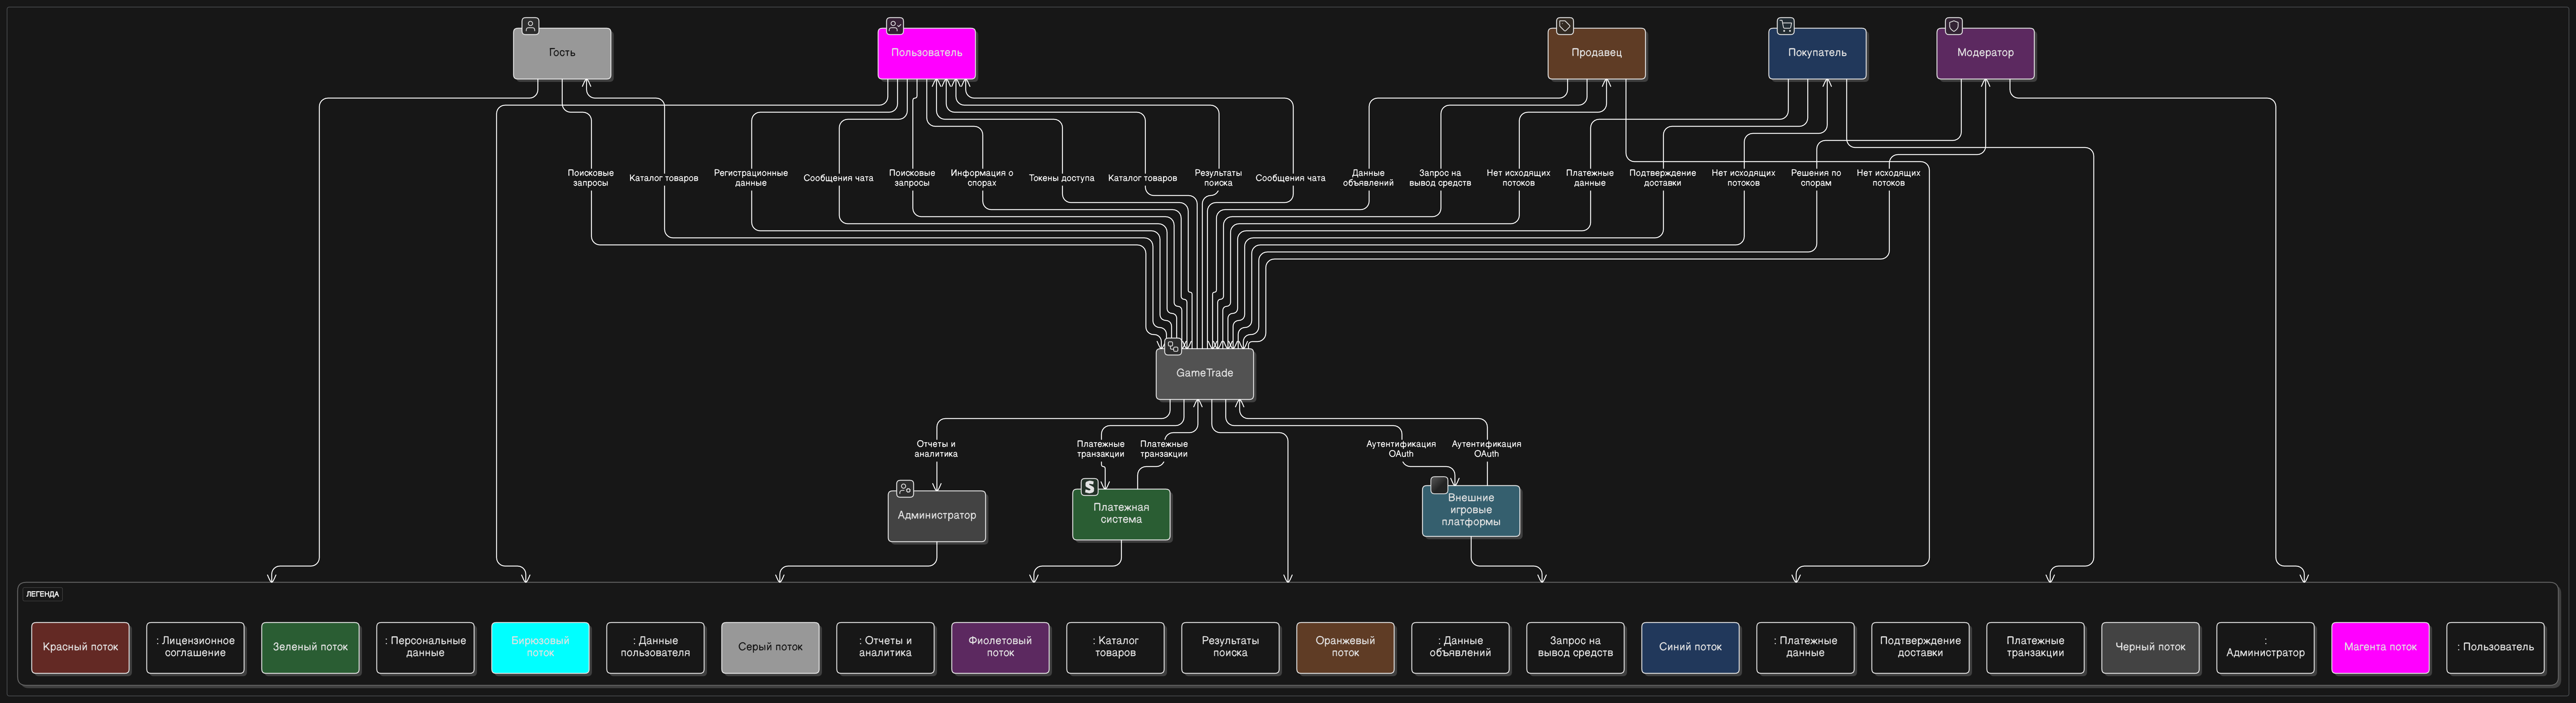 Гость
Пользователь
Продавец
Покупатель
Модератор
Поисковые
запросы
Каталог товаров
Регистрационные
данные
Сообщения чата
Поисковые
запросы
Информация о
спорах
Токены доступа
Каталог товаров
Результаты
поиска
Сообщения чата
Данные
объявлений
Запрос на
вывод средств
Нет исходящих
потоков
Платежные
данные
Подтверждение
доставки
Нет исходящих
потоков
Решения по
спорам
Нет исходящих
потоков
GameTrade
Отчеты и
аналитика
Платежные
транзакции
Платежные
транзакции
Аутентификация
OAuth
Аутентификация
OAuth
Администратор
Платежная
система
Внешние
игровые
платформы
ЛЕГЕНДА
Красный поток
: Лицензионное
соглашение
Зеленый поток
: Персональные
данные
Бирюзовый
поток
: Данные
пользователя
Серый поток
: Отчеты и
аналитика
Фиолетовый
поток
: Каталог
товаров
Результаты
поиска
Оранжевый
поток
: Данные
объявлений
Запрос на
вывод средств
Синий поток
: Платежные
данные
Подтверждение
доставки
Платежные
транзакции
Черный поток
:
Администратор
Магента поток
: Пользователь